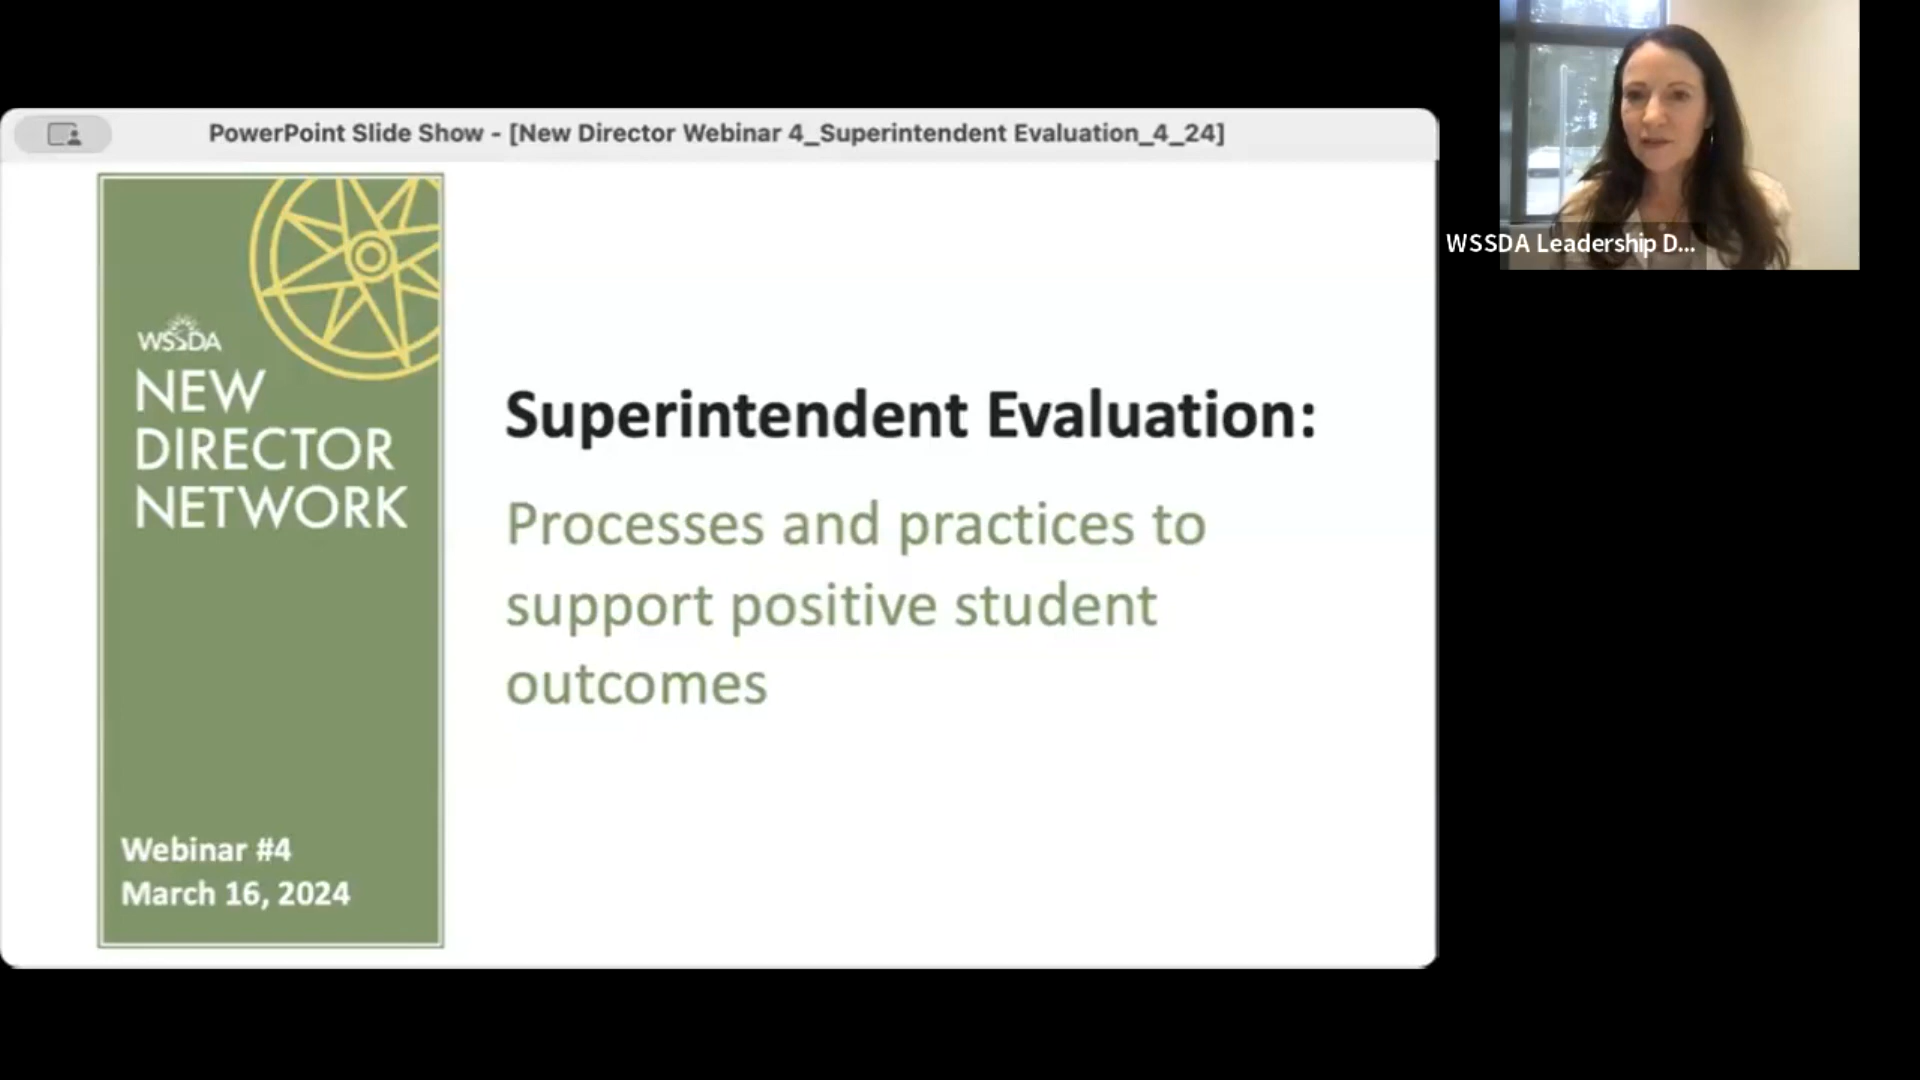 PowerPoint Slide Show - [New Director Webinar 4_Superintendent Evaluation_4_24]
WSSDA
NEW
DIRECTOR
NETWORK
Webinar #4
March 16, 2024
Superintendent Evaluation:
Processes and practices to
support positive student
outcomes
WSSDA Leadership D...